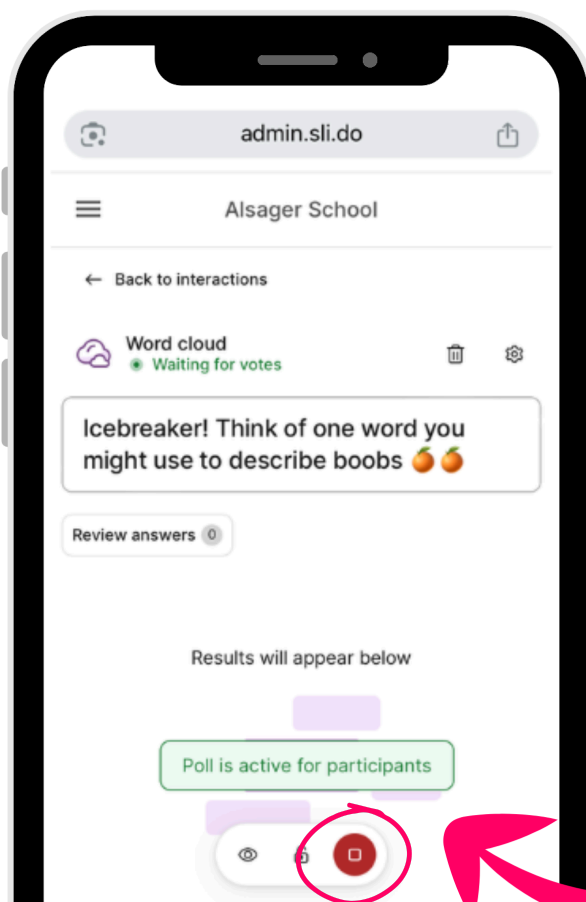 admin.sli.do
Alsager School
← Back to interactions
Word cloud
Waiting for votes
Icebreaker! Think of one word you
might use to describe boobs 🍊🍊
Review answers 0
Results will appear below
Poll is active for participants